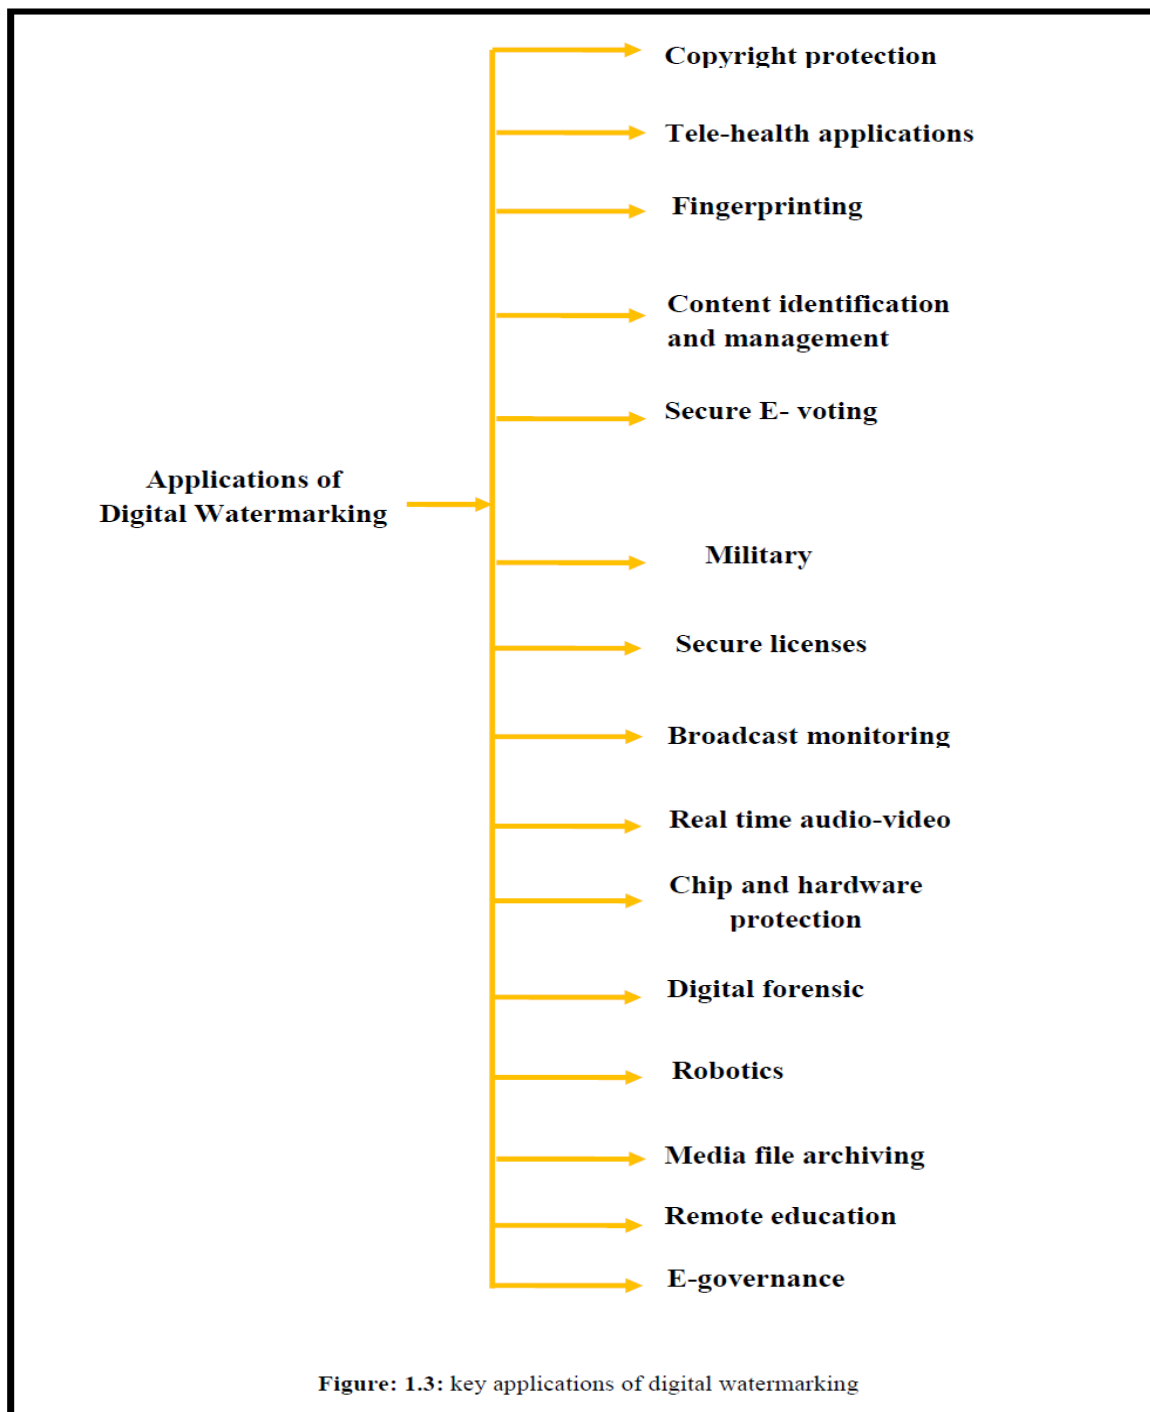 Copyright protection
Tele-health applications
Fingerprinting
Content identification
and management
Secure E- voting
Applications of
Digital Watermarking
Military
Secure licenses
Broadcast monitoring
Real time audio-video
Chip and hardware
protection
Digital forensic
Robotics
Media file archiving
Remote education
E-governance
Figure: 1.3: key applications of digital watermarking